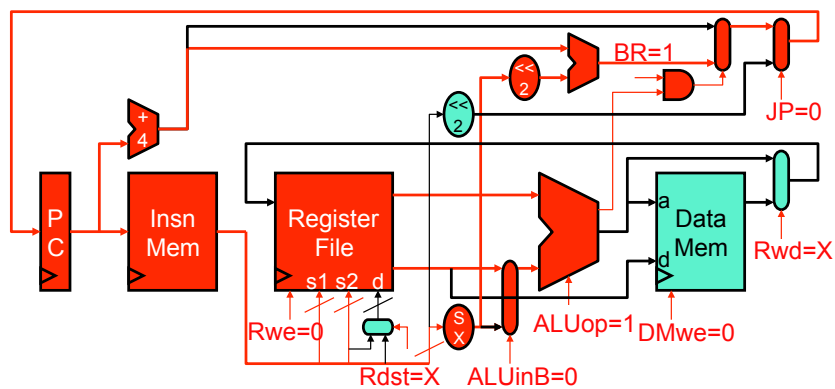 BR=1
<<
2
<<
2
+
4
JP=0
P
C
Insn
Mem
Register
File
s1 s2 d
a
d
Data
Mem
Rwd=X
S
X
Rwe=0
ALUop=1
DMwe=0
Rdst=X
ALUinB=0